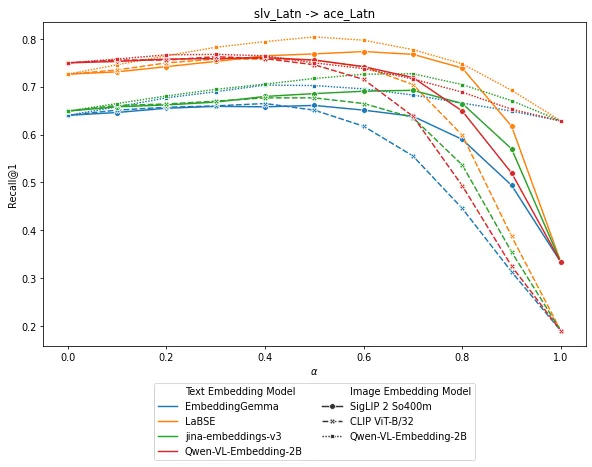 slv_Latn -> ace_Latn
Recall@1
0.8
0.7
0.6
0.5
0.4
0.3
0.2
0.0 0.2 0.4 0.6 0.8 1.0
α
Text Embedding Model Image Embedding Model
EmbeddingGemma SigLIP 2 So400m
LaBSE CLIP ViT-B/32
jina-embeddings-v3 Qwen-VL-Embedding-2B
Qwen-VL-Embedding-2B